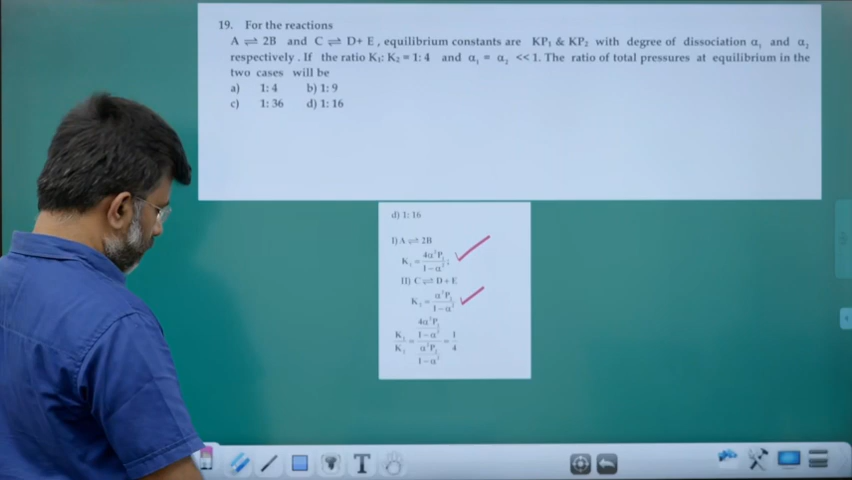 19. For the reactions
A ⇌ 2B and C ⇌ D+ E , equilibrium constants are KP₁ & KP₂ with degree of dissociation α₁ and α₂
respectively . If the ratio K₁: K₂ = 1: 4 and α₁ = α₂ << 1. The ratio of total pressures at equilibrium in the
two cases will be
a) 1: 4 b) 1: 9
c) 1: 36 d) 1: 16
d) 1: 16
I) A ⇌ 2B
K₁ = 4α²P₁ / 1 − α² ;
II) C ⇌ D + E
= α²P₂ / 1 − α²
= (4α²P₁ / 1 − α²) / (α²P₂ / 1 − α²) = 1 / 4
T